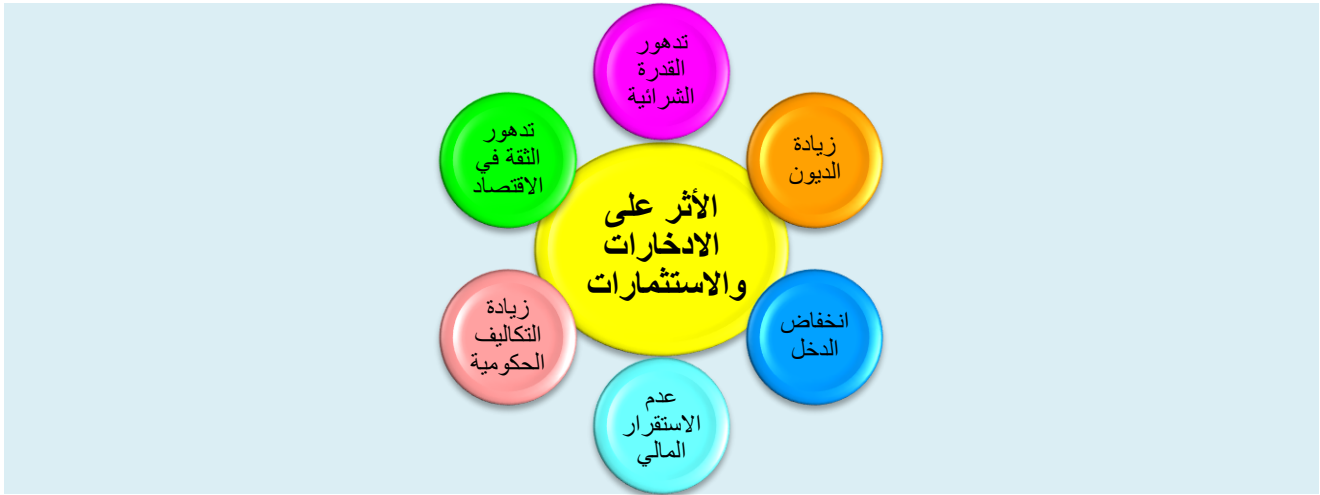 تدهور
القدرة
الشرائية
زيادة
الديون
انخفاض
الدخل
عدم
الاستقرار
المالي
زيادة
التكاليف
الحكومية
تدهور
الثقة في
الاقتصاد
الأثر على
الادخارات
والاستثمارات